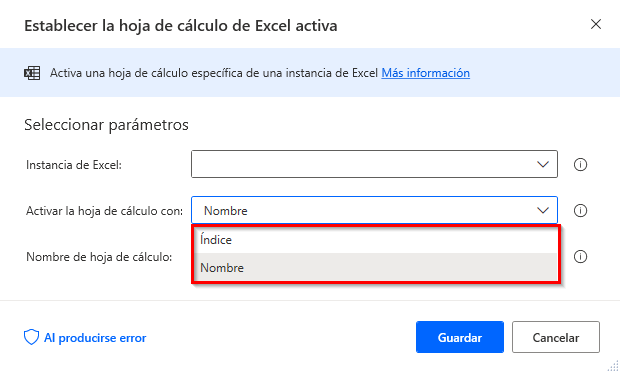 Establecer la hoja de cálculo de Excel activa
Activa una hoja de cálculo específica de una instancia de Excel Más información
Seleccionar parámetros
Instancia de Excel:
Activar la hoja de cálculo con: Nombre
Índice
Nombre de hoja de cálculo:
Nombre
Al producirse error Guardar Cancelar